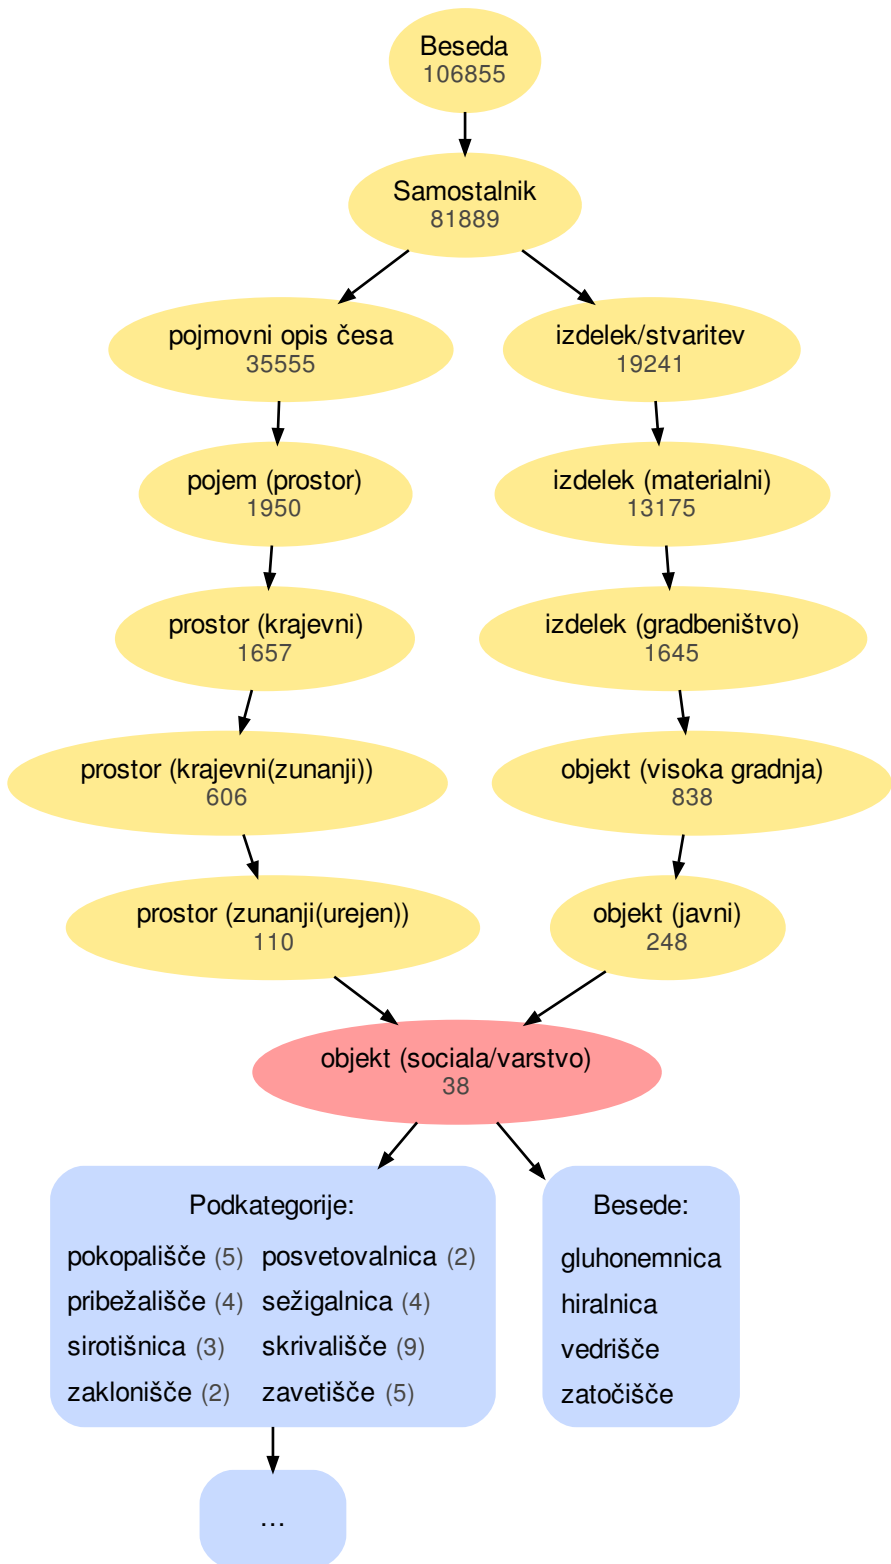 Beseda
106855
Samostalnik
81889
pojmovni opis česa
35555
izdelek/stvaritev
19241
pojem (prostor)
1950
izdelek (materialni)
13175
prostor (krajevni)
1657
izdelek (gradbeništvo)
1645
prostor (krajevni(zunanji))
606
objekt (visoka gradnja)
838
prostor (zunanji(urejen))
110
objekt (javni)
248
objekt (sociala/varstvo)
38
Podkategorije:
pokopališče (5) posvetovalnica (2)
pribežališče (4) sežigalnica (4)
sirotišnica (3) skrivališče (9)
zaklonišče (2) zavetišče (5)
Besede:
gluhonemnica
hiralnica
vedrišče
zatočišče
...